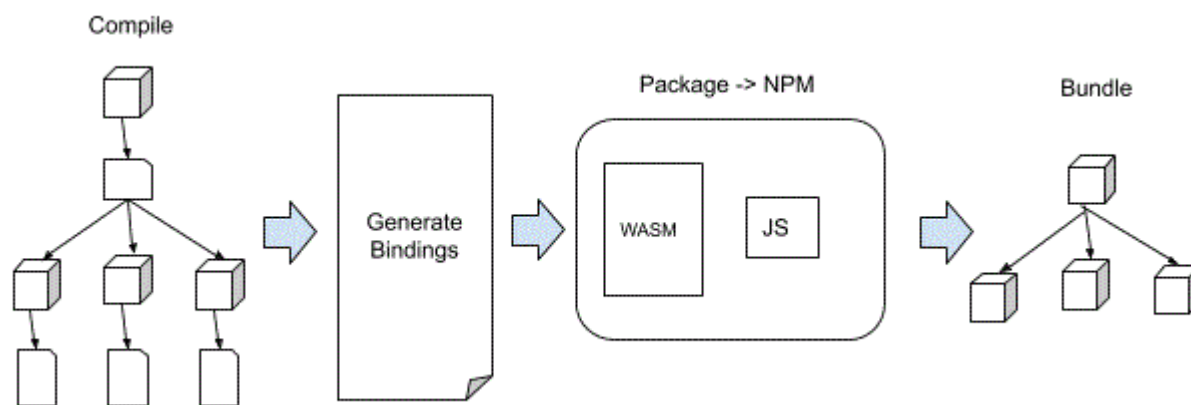 Compile
Generate
Bindings
Package -> NPM
WASM
JS
Bundle